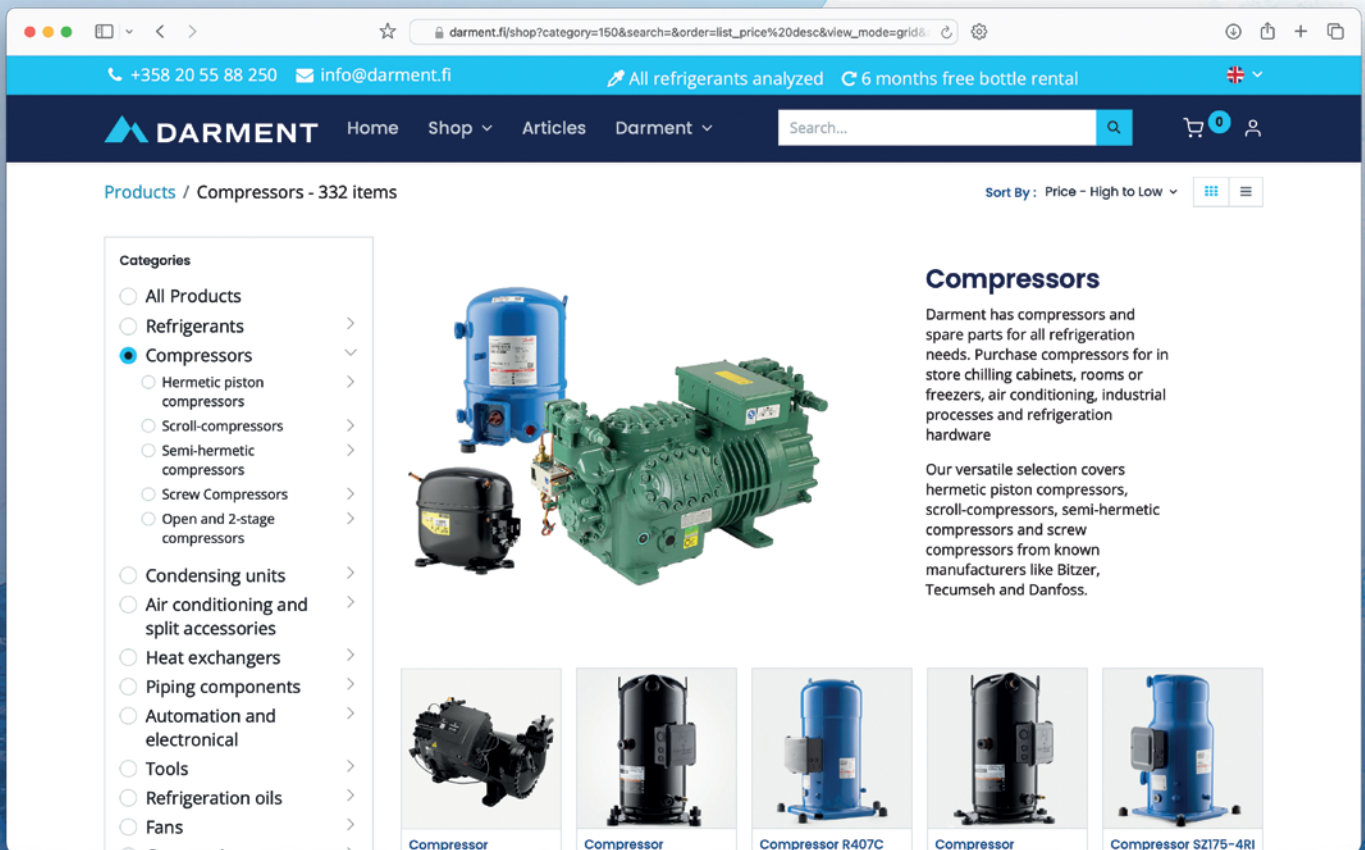 darment.fi/shop?category=150&search=&order=list_price%20desc&view_mode=grid&
+358 20 55 88 250 info@darment.fi All refrigerants analyzed 6 months free bottle rental
DARMENT Home Shop Articles Darment Search... 0
Products / Compressors - 332 items
Sort By : Price - High to Low
Categories
All Products
Refrigerants
Compressors
Hermetic piston
compressors
Scroll-compressors
Semi-hermetic
compressors
Screw Compressors
Open and 2-stage
compressors
Condensing units
Air conditioning and
split accessories
Heat exchangers
Piping components
Automation and
electronical
Tools
Refrigeration oils
Fans
Compressors
Darment has compressors and
spare parts for all refrigeration
needs. Purchase compressors for in
store chilling cabinets, rooms or
freezers, air conditioning, industrial
processes and refrigeration
hardware
Our versatile selection covers
hermetic piston compressors,
scroll-compressors, semi-hermetic
compressors and screw
compressors from known
manufacturers like Bitzer,
Tecumseh and Danfoss.
Compressor
Compressor
Compressor R407C
Compressor
Compressor SZ175-4RI